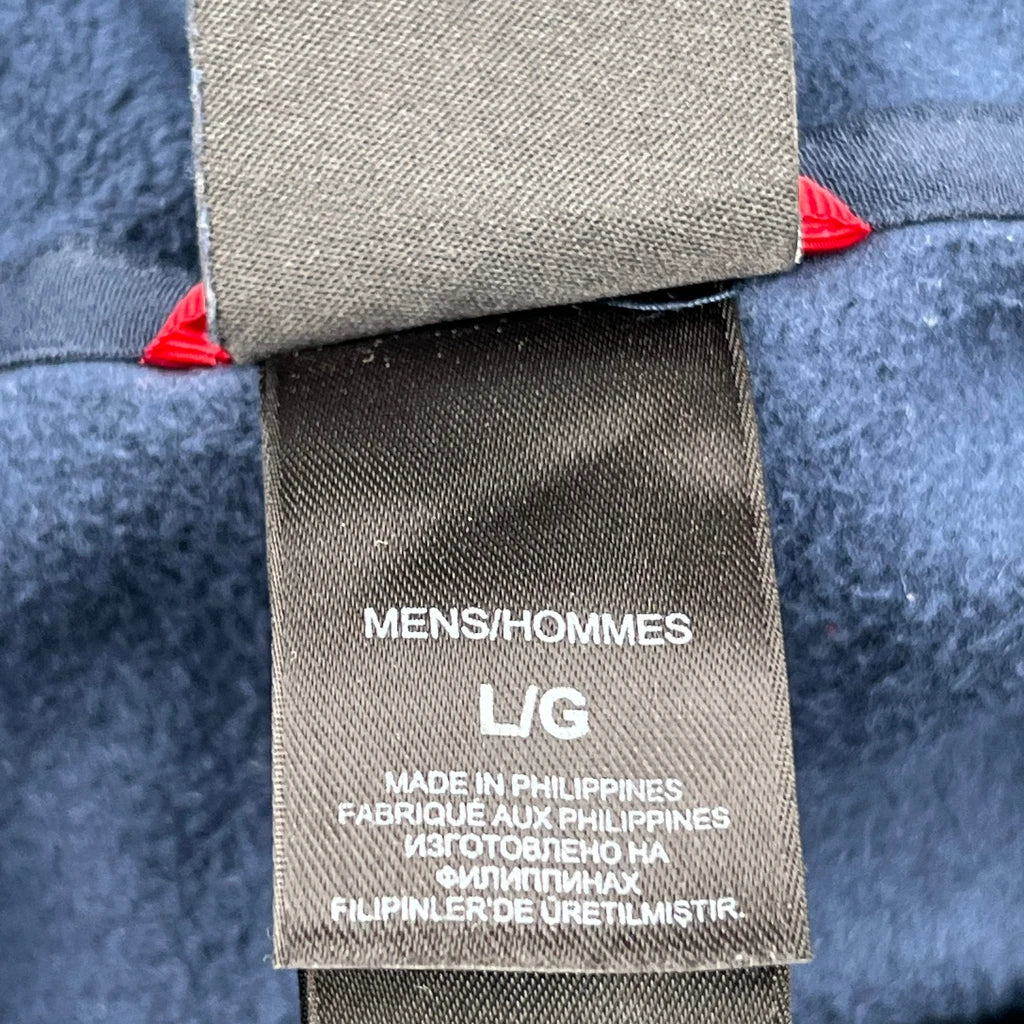 MENS/HOMMES
L/G
MADE IN PHILIPPINES
FABRIQUÉ AUX PHILIPPINES
ИЗГОТОВЛЕНО НА
ФИЛИППИНАХ
FILIPINLER'DE ÜRETILMIŞTIR.